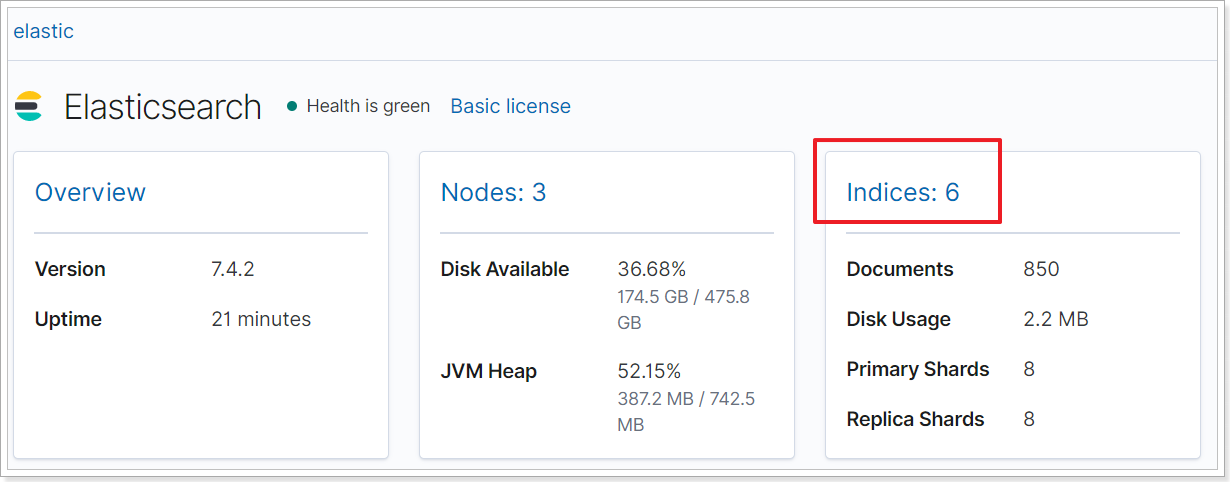 elastic
Elasticsearch Health is green Basic license
Overview
Version 7.4.2
Uptime 21 minutes
Nodes: 3
Disk Available 36.68%
174.5 GB / 475.8
GB
JVM Heap 52.15%
387.2 MB / 742.5
MB
Indices: 6
Documents 850
Disk Usage 2.2 MB
Primary Shards 8
Replica Shards 8